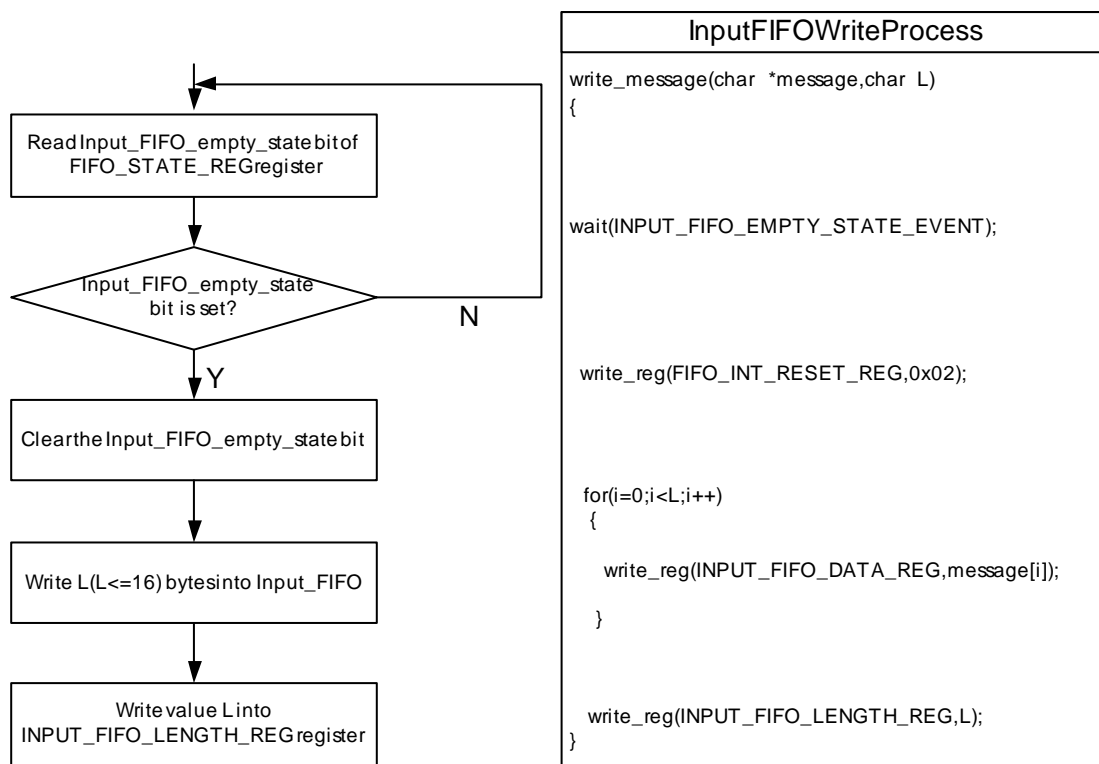 Read Input_FIFO_empty_state bit of
FIFO_STATE_REG register
Input_FIFO_empty_state
bit is set?
N
Y
Clear the Input_FIFO_empty_state bit
Write L(L<=16) bytes into Input_FIFO
Write value L into
INPUT_FIFO_LENGTH_REG register
InputFIFOWriteProcess
write_message(char *message,char L)
{
wait(INPUT_FIFO_EMPTY_STATE_EVENT);
write_reg(FIFO_INT_RESET_REG,0x02);
for(i=0;i<L;i++)
{
write_reg(INPUT_FIFO_DATA_REG,message[i]);
}
write_reg(INPUT_FIFO_LENGTH_REG,L);
}